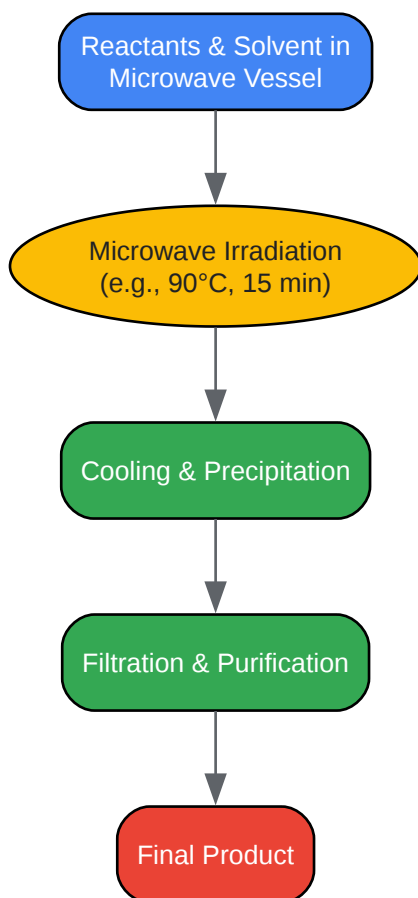 Reactants & Solvent in
Microwave Vessel
Microwave Irradiation
(e.g., 90°C, 15 min)
Cooling & Precipitation
Filtration & Purification
Final Product